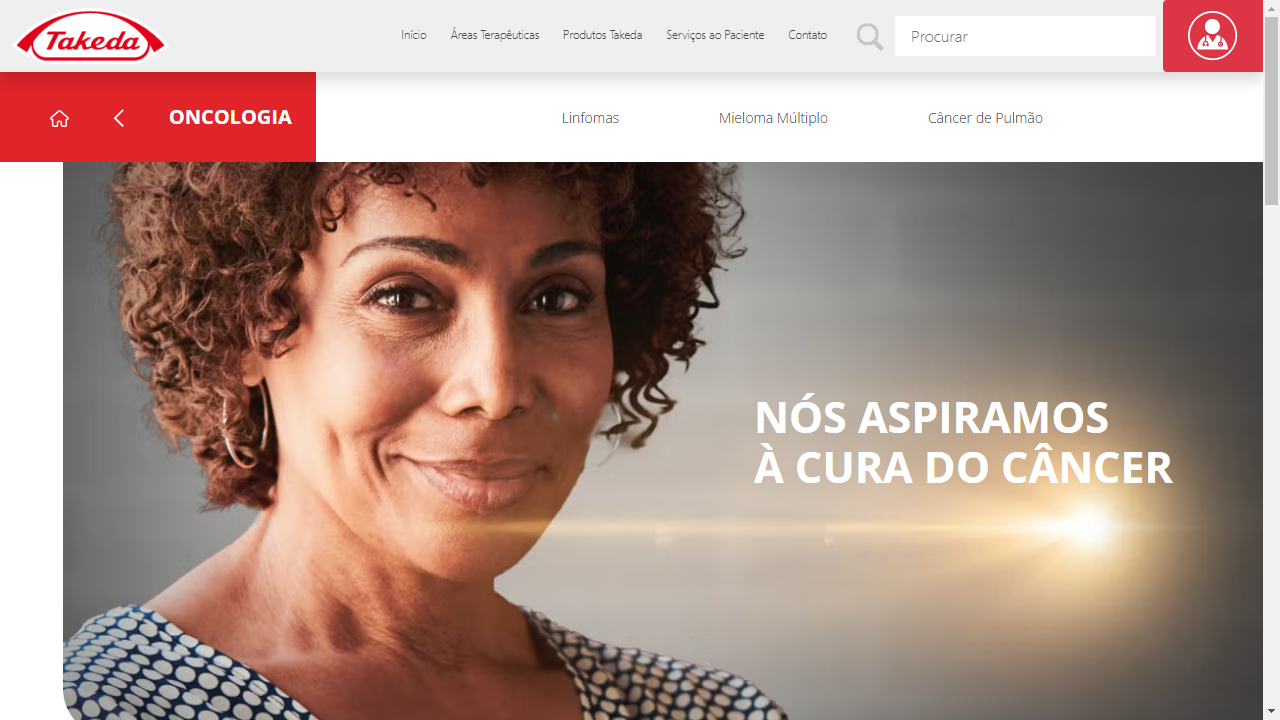 Takeda
Início
Áreas Terapêuticas
Produtos Takeda
Serviços ao Paciente
Contato
Procurar
ONCOLOGIA
Linfomas
Mieloma Múltiplo
Câncer de Pulmão
NÓS ASPIRAMOS
À CURA DO CÂNCER